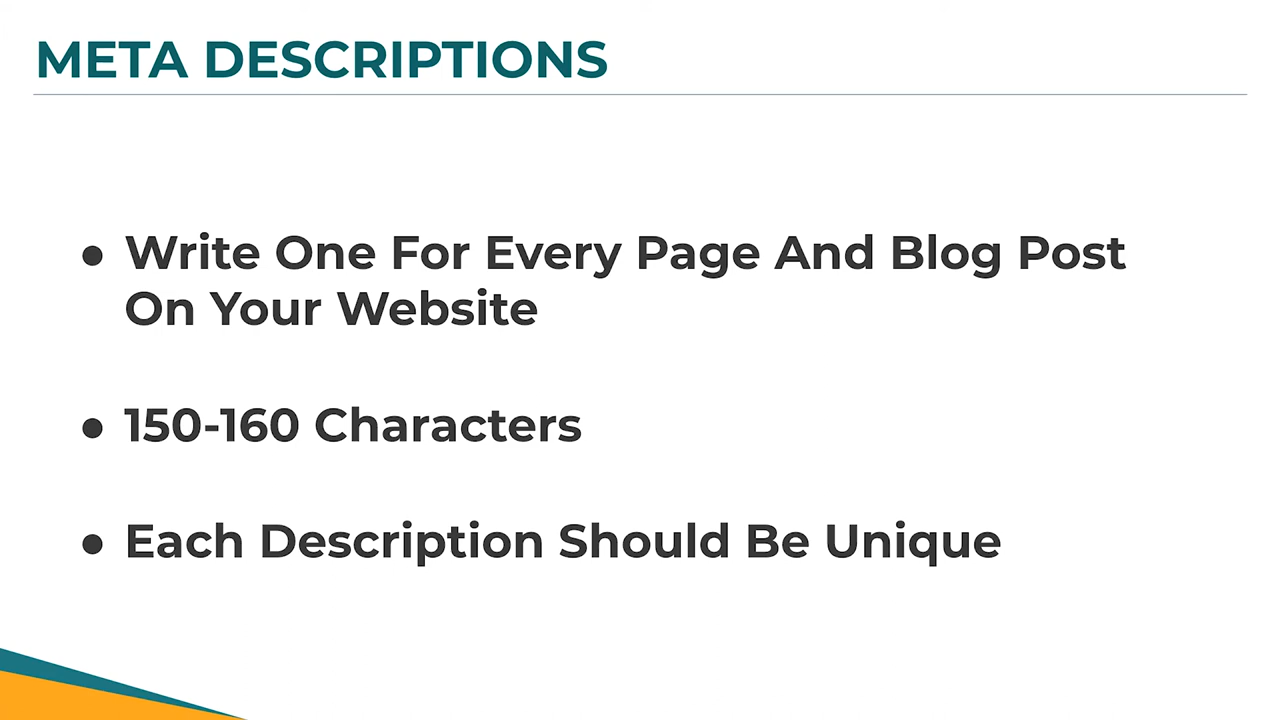 META DESCRIPTIONS
● Write One For Every Page And Blog Post
On Your Website
● 150-160 Characters
● Each Description Should Be Unique